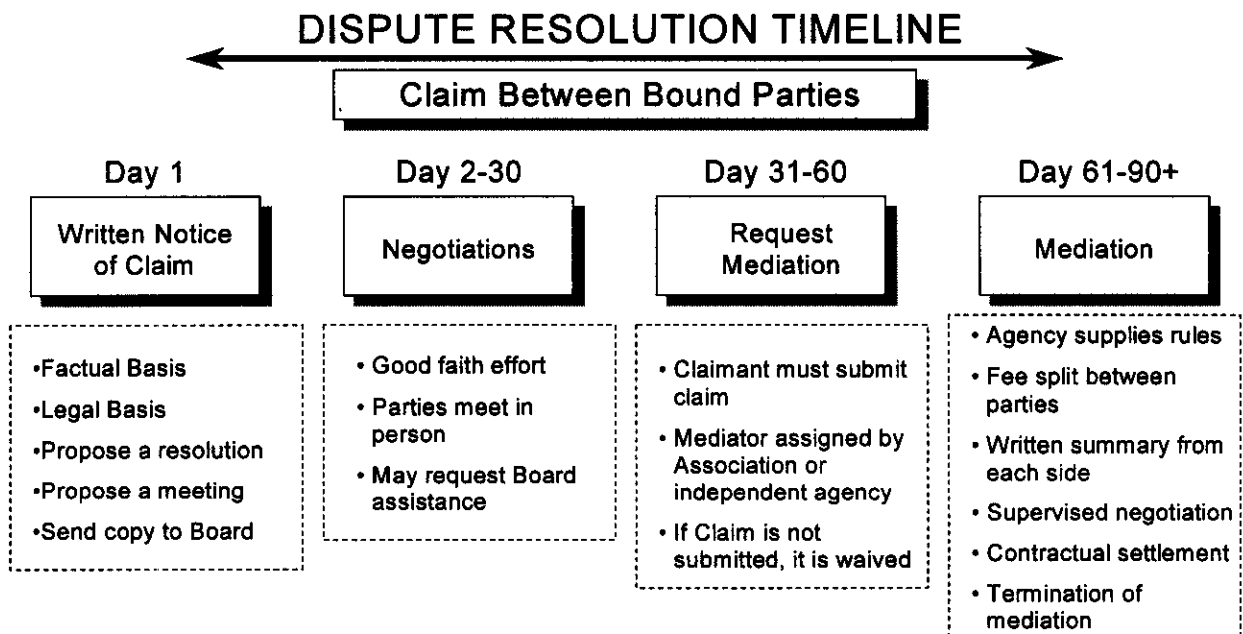 DISPUTE RESOLUTION TIMELINE
Claim Between Bound Parties
Day 1
Written Notice
of Claim
•Factual Basis
•Legal Basis
•Propose a resolution
•Propose a meeting
•Send copy to Board
Day 2-30
Negotiations
• Good faith effort
• Parties meet in
person
• May request Board
assistance
Day 31-60
Request
Mediation
• Claimant must submit
claim
• Mediator assigned by
Association or
independent agency
• If Claim is not
submitted, it is waived
Day 61-90+
Mediation
• Agency supplies rules
• Fee split between
parties
• Written summary from
each side
• Supervised negotiation
• Contractual settlement
• Termination of
mediation